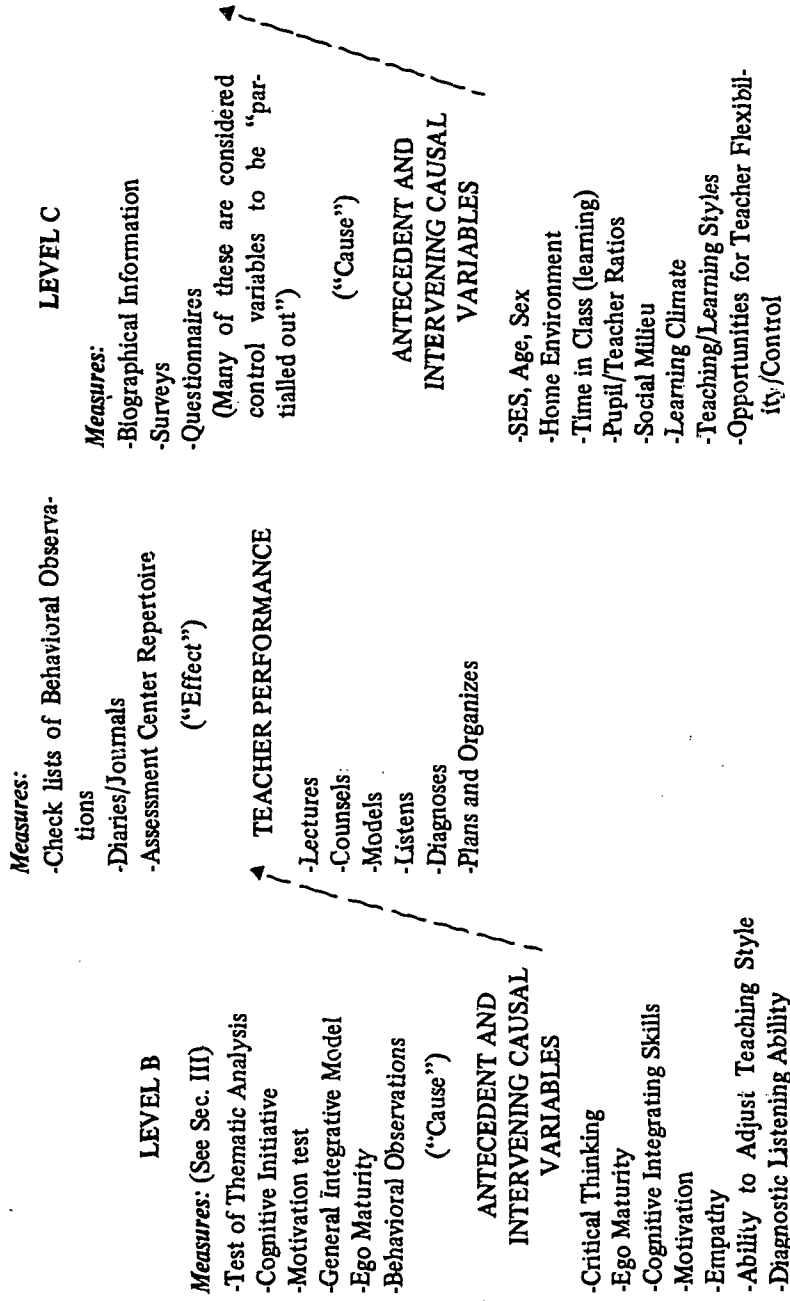 LEVEL B
Measures: (See Sec. III)
-Test of Thematic Analysis
-Cognitive Initiative
-Motivation test
-General Integrative Model
-Ego Maturity
-Behavioral Observations
(“Cause”)
ANTECEDENT AND
INTERVENING CAUSAL
VARIABLES
-Critical Thinking
-Ego Maturity
-Cognitive Integrating Skills
-Motivation
-Empathy
-Ability to Adjust Teaching Style
-Diagnostic Listening Ability
Measures:
-Check lists of Behavioral Observa-
tions
-Diaries/Journals
-Assessment Center Repertoire
(“Effect”)
TEACHER PERFORMANCE
-Lectures
-Counsels
-Models
-Listens
-Diagnoses
-Plans and Organizes
LEVEL C
Measures:
-Biographical Information
-Surveys
-Questionnaires
(Many of these are considered
control variables to be “par-
tialled out”)
(“Cause”)
ANTECEDENT AND
INTERVENING CAUSAL
VARIABLES
-SES, Age, Sex
-Home Environment
-Time in Class (learning)
-Pupil/Teacher Ratios
-Social Milieu
-Learning Climate
-Teaching/Learning Styles
-Opportunities for Teacher Flexibil-
ity/Control